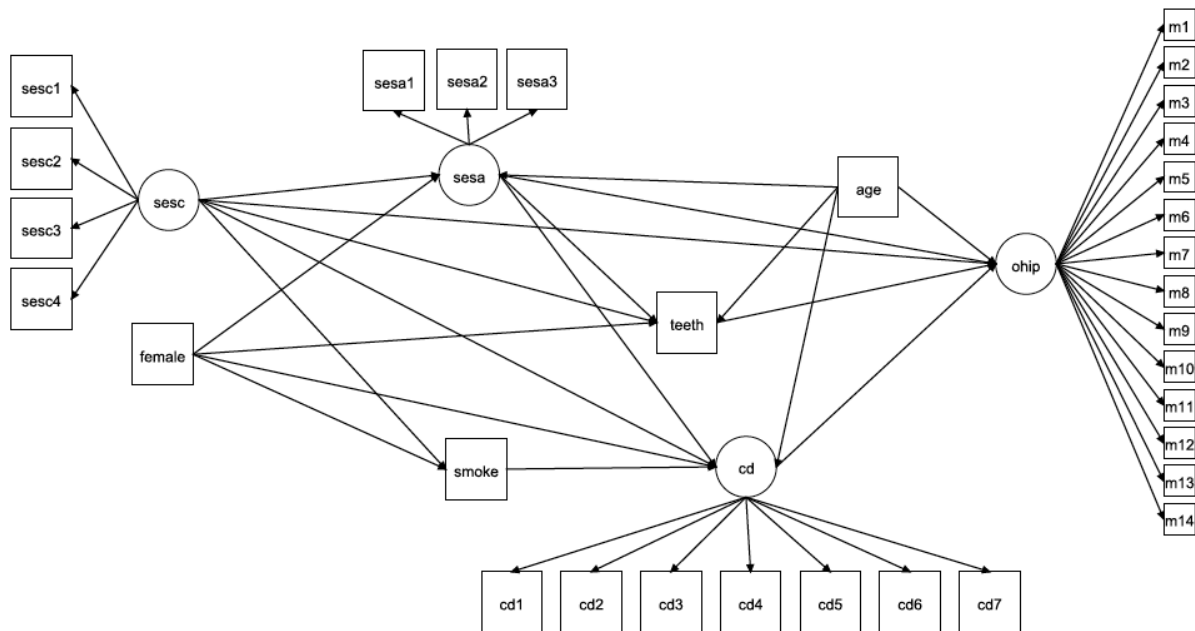 sesc1
sesc2
sesc3
sesc4
sesc
female
sesa1
sesa2
sesa3
sesa
smoke
teeth
age
cd
cd1
cd2
cd3
cd4
cd5
cd6
cd7
ohip
m1
m2
m3
m4
m5
m6
m7
m8
m9
m10
m11
m12
m13
m14